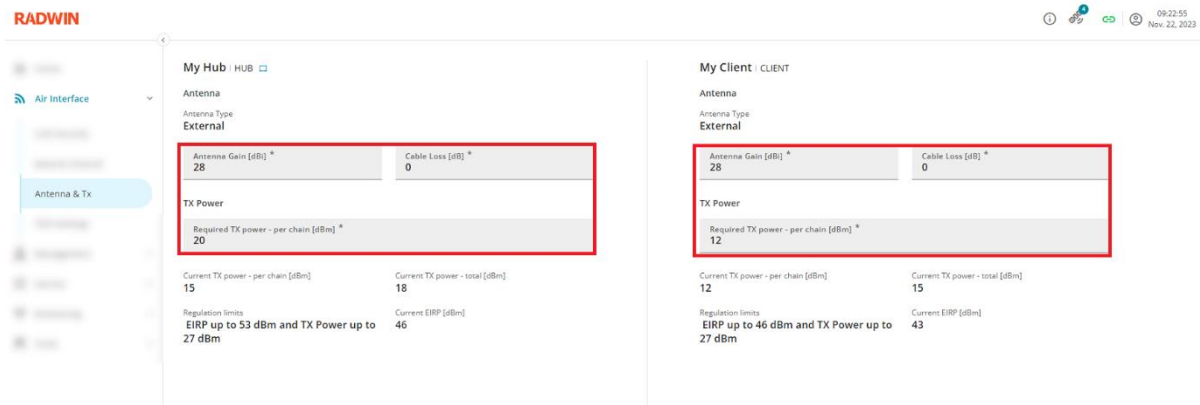 RADWIN
4
09:22:55
Nov. 22, 2023
Air Interface
Antenna & Tx
My Hub | HUB
Antenna
Antenna Type
External
Antenna Gain [dBi] * Cable Loss [dB] *
28 0
TX Power
Required TX power - per chain [dBm] *
20
Current TX power - per chain [dBm] Current TX power - total [dBm]
15 18
Regulation limits Current EIRP [dBm]
EIRP up to 53 dBm and TX Power up to 46
27 dBm
My Client | CLIENT
Antenna
Antenna Type
External
Antenna Gain [dBi] * Cable Loss [dB] *
28 0
TX Power
Required TX power - per chain [dBm] *
12
Current TX power - per chain [dBm] Current TX power - total [dBm]
12 15
Regulation limits Current EIRP [dBm]
EIRP up to 46 dBm and TX Power up to 43
27 dBm